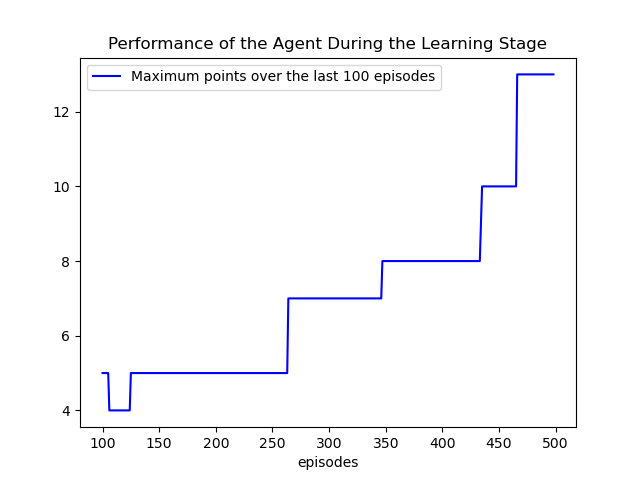 Performance of the Agent During the Learning Stage
Maximum points over the last 100 episodes
12
10
8
6
4
100 150 200 250 300 350 400 450 500
episodes